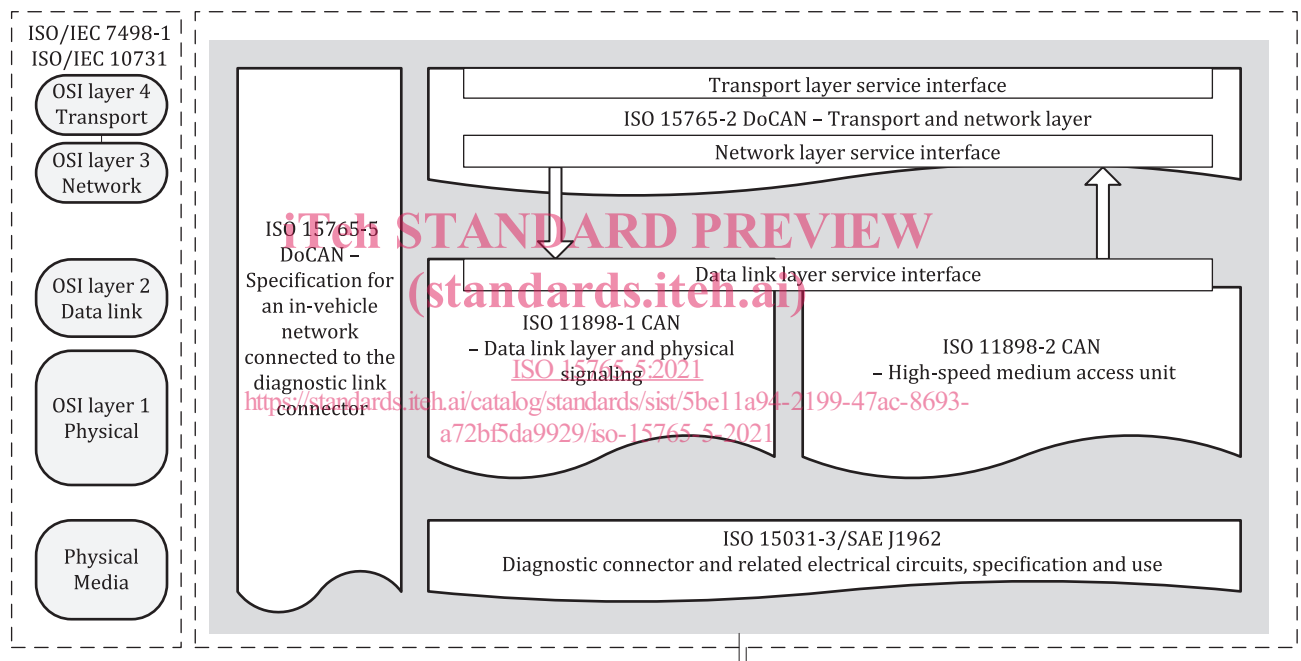 ISO/IEC 7498-1
ISO/IEC 10731
OSI layer 4
Transport
OSI layer 3
Network
OSI layer 2
Data link
OSI layer 1
Physical
Physical
Media
ISO 15765-5
DoCAN –
Specification for
an in-vehicle
network
connected to the
diagnostic link
connector
Transport layer service interface
ISO 15765-2 DoCAN – Transport and network layer
Network layer service interface
Data link layer service interface
ISO 11898-1 CAN
– Data link layer and physical
signaling
ISO 11898-2 CAN
– High-speed medium access unit
ISO 15031-3/SAE J1962
Diagnostic connector and related electrical circuits, specification and use
iTeh STANDARD PREVIEW
(standards.iteh.ai)
ISO 15765-5:2021
https://standards.iteh.ai/catalog/standards/sist/5be11a94-2199-47ac-8693-
a72bf5da9929/iso-15765-5-2021